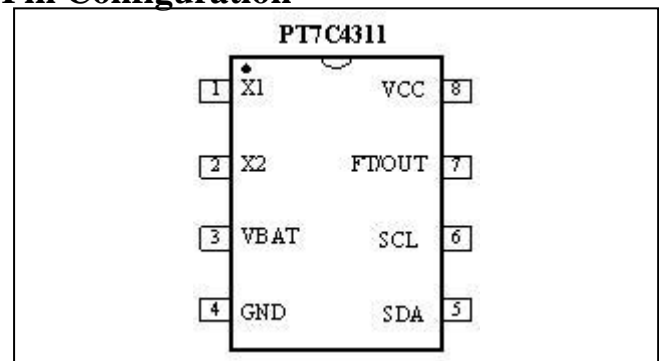 Pin Configuration
PT7C4311
1 X1 VCC 8
2 X2 FT/OUT 7
3 VBAT SCL 6
4 GND SDA 5